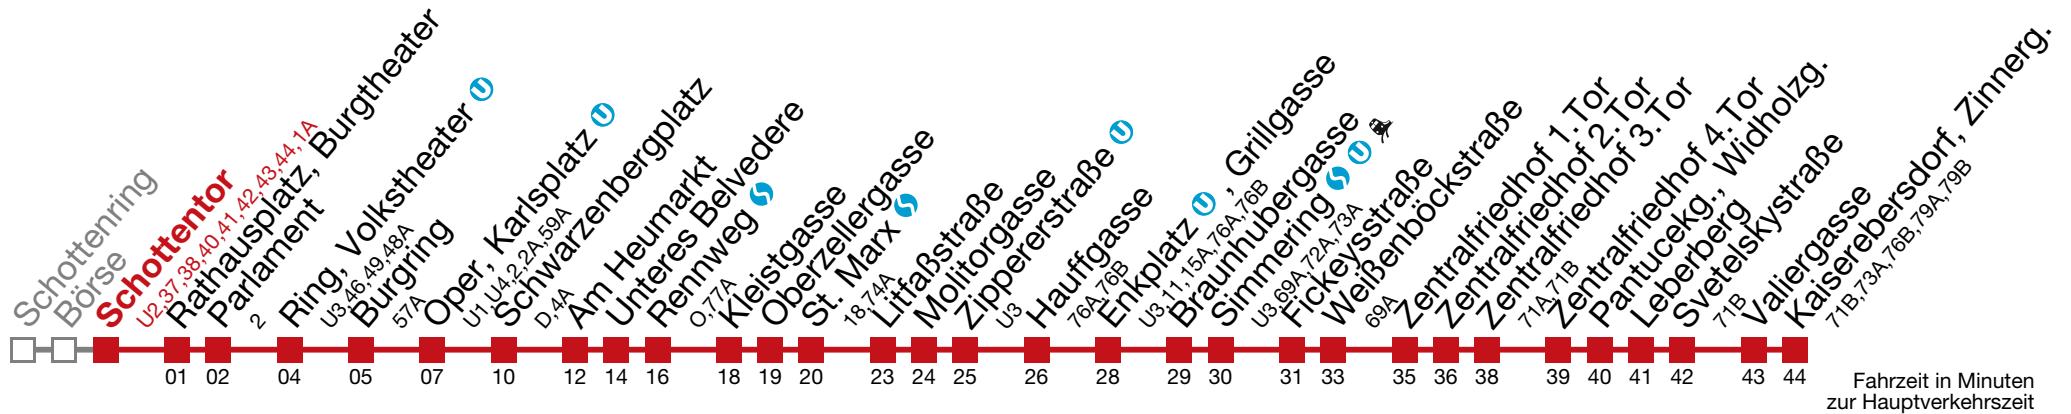 Schottenring
Börse
Schottentor
U2,37,38,40,41,42,43,44,1A
Rathausplatz, Burgtheater
Parlament
2
Ring, Volkstheater U
U3,46,49,48A
Burgring
57A
Oper, Karlsplatz U
U1,U4,2,2A,59A
Schwarzenbergplatz
D,4A
Am Heumarkt
Unteres Belvedere
Rennweg
O,77A
Kleistgasse
Oberzellergasse
St. Marx
18,74A
Litfaßstraße
Molitorgasse
Zippererstraße U
U3
Hauffgasse
76A,76B
Enkplatz U , Grillgasse
U3,11,15A,76A,76B
Braunhubergasse
Simmering U
U3,69A,72A,73A
Fickeysstraße
Weißenböckstraße
69A
Zentralfriedhof 1.Tor
Zentralfriedhof 2.Tor
Zentralfriedhof 3.Tor
71A,71B
Zentralfriedhof 4.Tor
Pantucekg., Widholzg.
Leberberg
Svetelskystraße
71B
Valiergasse
Kaiserebersdorf, Zinnerg.
71B,73A,76B,79A,79B
01 02 04 05 07 10 12 14 16 18 19 20 23 24 25 26 28 29 30 31 33 35 36 38 39 40 41 42 43 44
Fahrzeit in Minuten
zur Hauptverkehrszeit